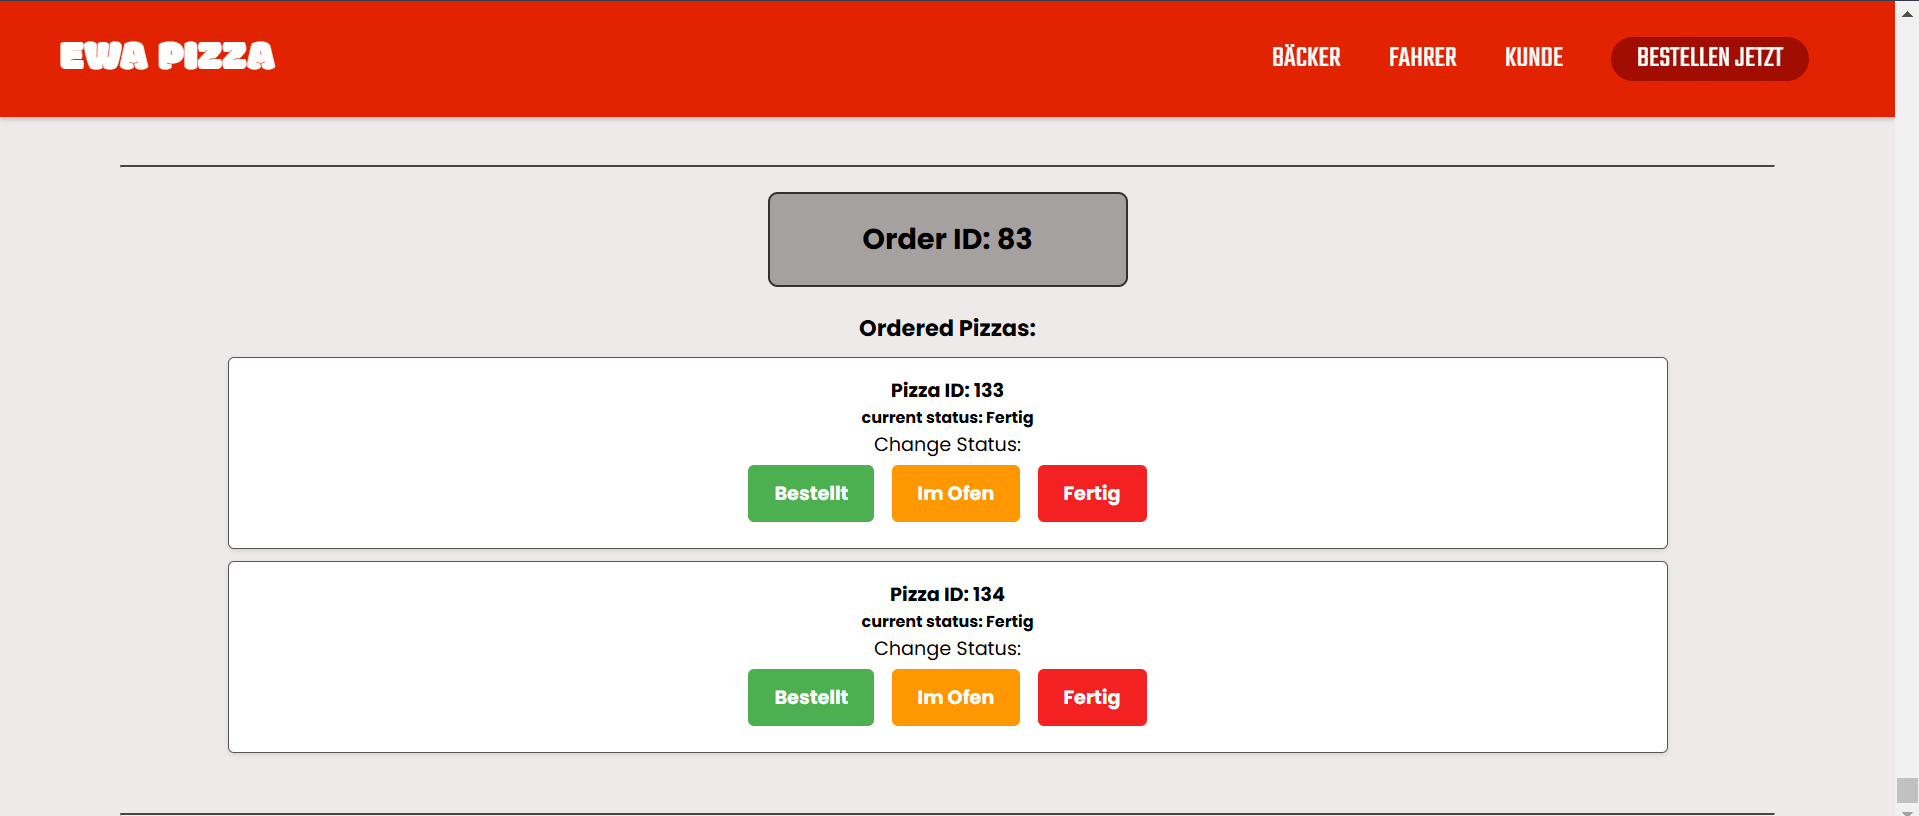 EWA PIZZA
BÄCKER FAHRER KUNDE BESTELLEN JETZT
Order ID: 83
Ordered Pizzas:
Pizza ID: 133
current status: Fertig
Change Status:
Bestellt Im Ofen Fertig
Pizza ID: 134
current status: Fertig
Change Status:
Bestellt Im Ofen Fertig